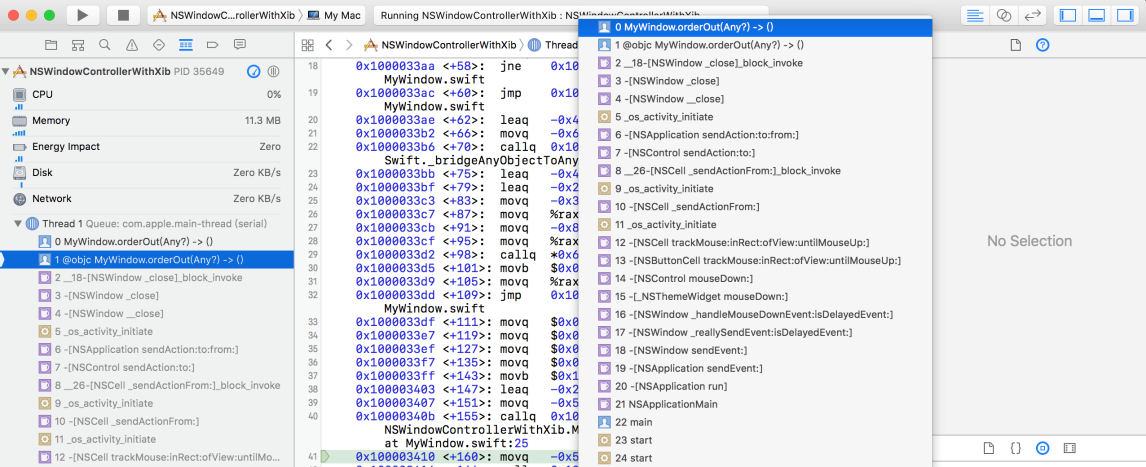 NSWindowC...rollerWithXib
My Mac
Running NSWindowControllerWithXib : NSWindowControllerWithXib
NSWindowControllerWithXib
Thread
NSWindowControllerWithXib PID 35649
CPU 0%
Memory 11.3 MB
Energy Impact Zero
Disk Zero KB/s
Network Zero KB/s
Thread 1 Queue: com.apple.main-thread (serial)
0 MyWindow.orderOut(Any?) -> ()
1 @objc MyWindow.orderOut(Any?) -> ()
2 __18-[NSWindow _close]_block_invoke
3 -[NSWindow _close]
4 -[NSWindow __close]
5 _os_activity_initiate
6 -[NSApplication sendAction:to:from:]
7 -[NSControl sendAction:to:]
8 __26-[NSCell _sendActionFrom:]_block_invoke
9 _os_activity_initiate
10 -[NSCell _sendActionFrom:]
11 _os_activity_initiate
12 -[NSCell trackMouse:inRect:ofView:untilMo...
18 0x1000033aa <+58>: jne 0x10
MyWindow.swift
19 0x1000033ac <+60>: jmp 0x10
MyWindow.swift
20 0x1000033ae <+62>: leaq -0x4
21 0x1000033b2 <+66>: movq -0x6
22 0x1000033b6 <+70>: callq 0x10
Swift._bridgeAnyObjectToAny
23 0x1000033bb <+75>: leaq -0x4
24 0x1000033bf <+79>: leaq -0x2
25 0x1000033c3 <+83>: movq -0x3
26 0x1000033c7 <+87>: movq %rax
27 0x1000033cb <+91>: movq -0x8
28 0x1000033cf <+95>: movq %rax
29 0x1000033d2 <+98>: callq *0x6
30 0x1000033d5 <+101>: movb $0x0
31 0x1000033d9 <+105>: movq %rax
32 0x1000033dd <+109>: jmp 0x10
MyWindow.swift
33 0x1000033df <+111>: movq $0x0
34 0x1000033e7 <+119>: movq $0x0
35 0x1000033ef <+127>: movq $0x0
36 0x1000033f7 <+135>: movq $0x0
37 0x1000033ff <+143>: movb $0x1
38 0x100003403 <+147>: leaq -0x2
39 0x100003407 <+151>: movq -0x5
40 0x10000340b <+155>: callq 0x10
NSWindowControllerWithXib.M
at MyWindow.swift:25
41 0x100003410 <+160>: movq -0x5
0 MyWindow.orderOut(Any?) -> ()
1 @objc MyWindow.orderOut(Any?) -> ()
2 __18-[NSWindow _close]_block_invoke
3 -[NSWindow _close]
4 -[NSWindow __close]
5 _os_activity_initiate
6 -[NSApplication sendAction:to:from:]
7 -[NSControl sendAction:to:]
8 __26-[NSCell _sendActionFrom:]_block_invoke
9 _os_activity_initiate
10 -[NSCell _sendActionFrom:]
11 _os_activity_initiate
12 -[NSCell trackMouse:inRect:ofView:untilMouseUp:]
13 -[NSButtonCell trackMouse:inRect:ofView:untilMouseUp:]
14 -[NSControl mouseDown:]
15 -[_NSThemeWidget mouseDown:]
16 -[NSWindow _handleMouseDownEvent:isDelayedEvent:]
17 -[NSWindow _reallySendEvent:isDelayedEvent:]
18 -[NSWindow sendEvent:]
19 -[NSApplication sendEvent:]
20 -[NSApplication run]
21 NSApplicationMain
22 main
23 start
24 start
No Selection